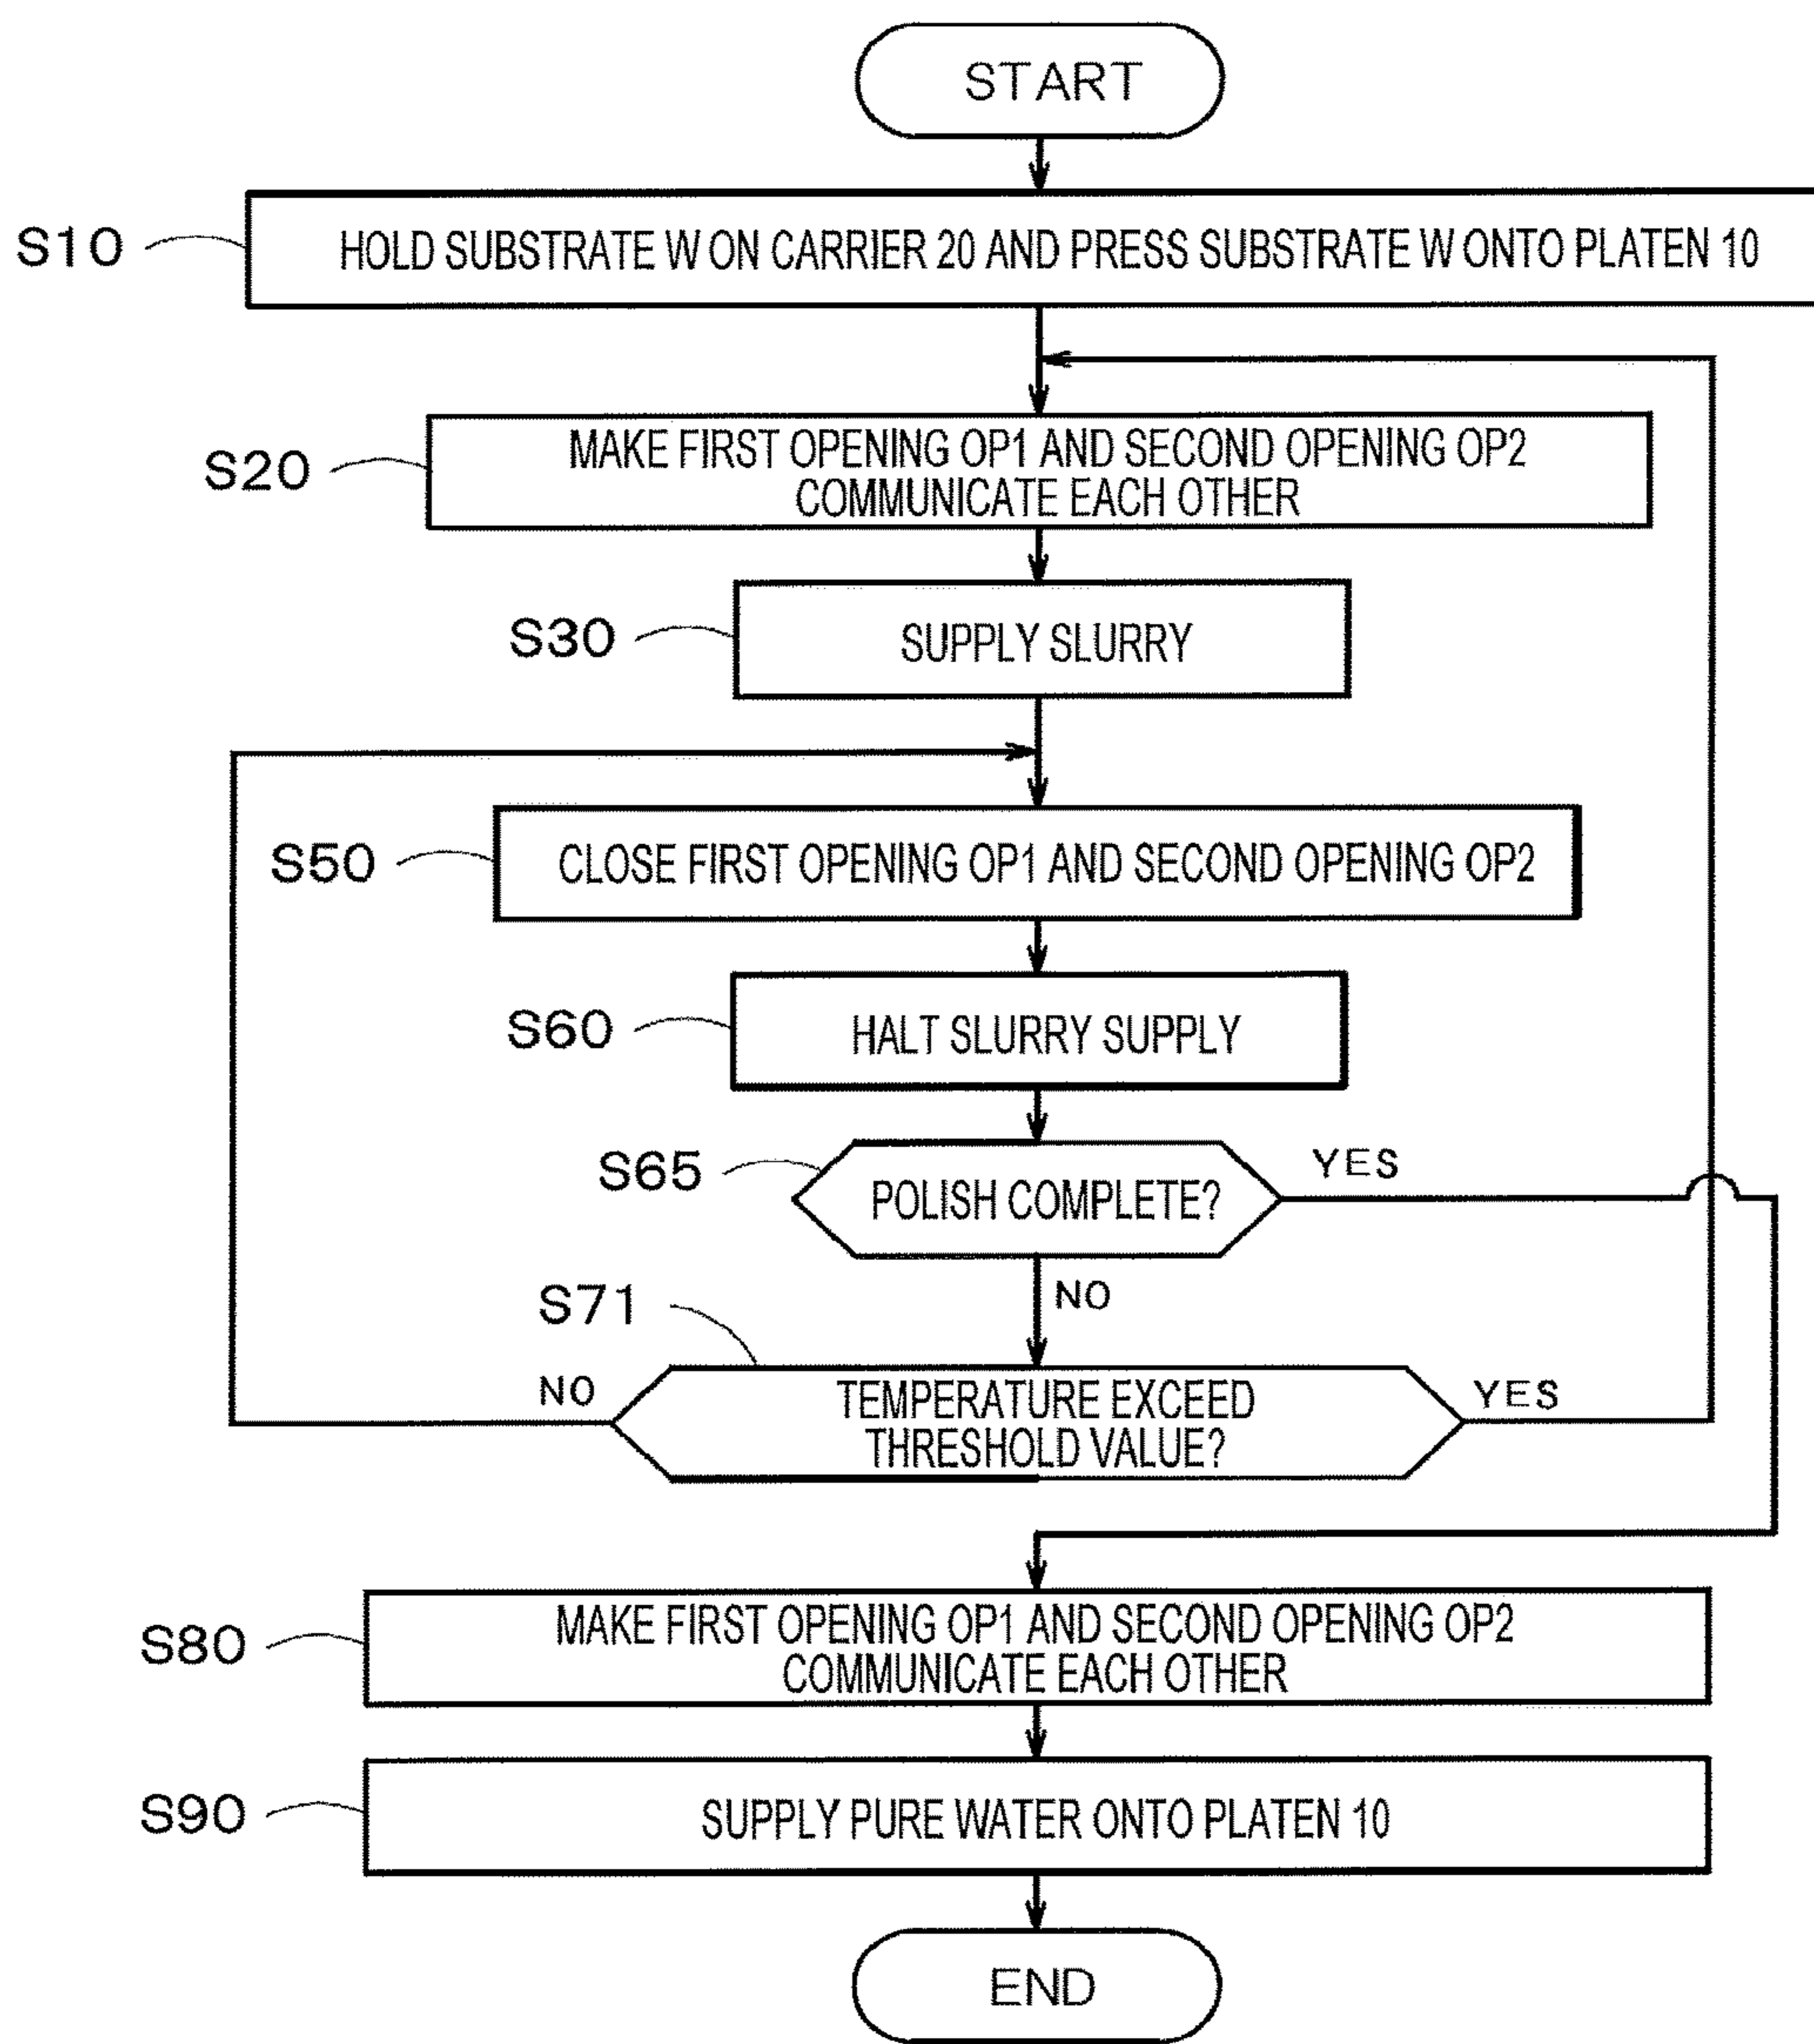 START
S10
HOLD SUBSTRATE W ON CARRIER 20 AND PRESS SUBSTRATE W ONTO PLATEN 10
S20
MAKE FIRST OPENING OP1 AND SECOND OPENING OP2
COMMUNICATE EACH OTHER
S30
SUPPLY SLURRY
S50
CLOSE FIRST OPENING OP1 AND SECOND OPENING OP2
S60
HALT SLURRY SUPPLY
S65
POLISH COMPLETE?
YES
NO
S71
NO
TEMPERATURE EXCEED
THRESHOLD VALUE?
YES
S80
MAKE FIRST OPENING OP1 AND SECOND OPENING OP2
COMMUNICATE EACH OTHER
S90
SUPPLY PURE WATER ONTO PLATEN 10
END